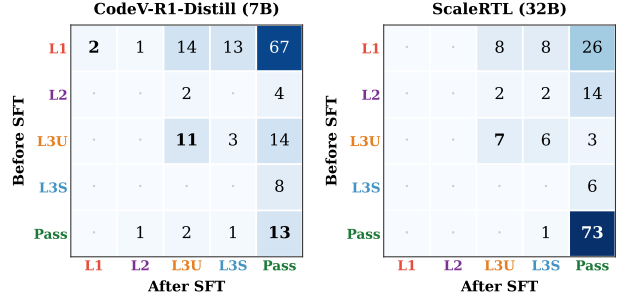 CodeV-R1-Distill (7B)
Before SFT
L1 2 1 14 13 67
L2 · · 2 · 4
L3U · · 11 3 14
L3S · · · · 8
Pass · 1 2 1 13
L1 L2 L3U L3S Pass
After SFT
ScaleRTL (32B)
Before SFT
L1 · · 8 8 26
L2 · · 2 2 14
L3U · · 7 6 3
L3S · · · · 6
Pass · · · 1 73
L1 L2 L3U L3S Pass
After SFT